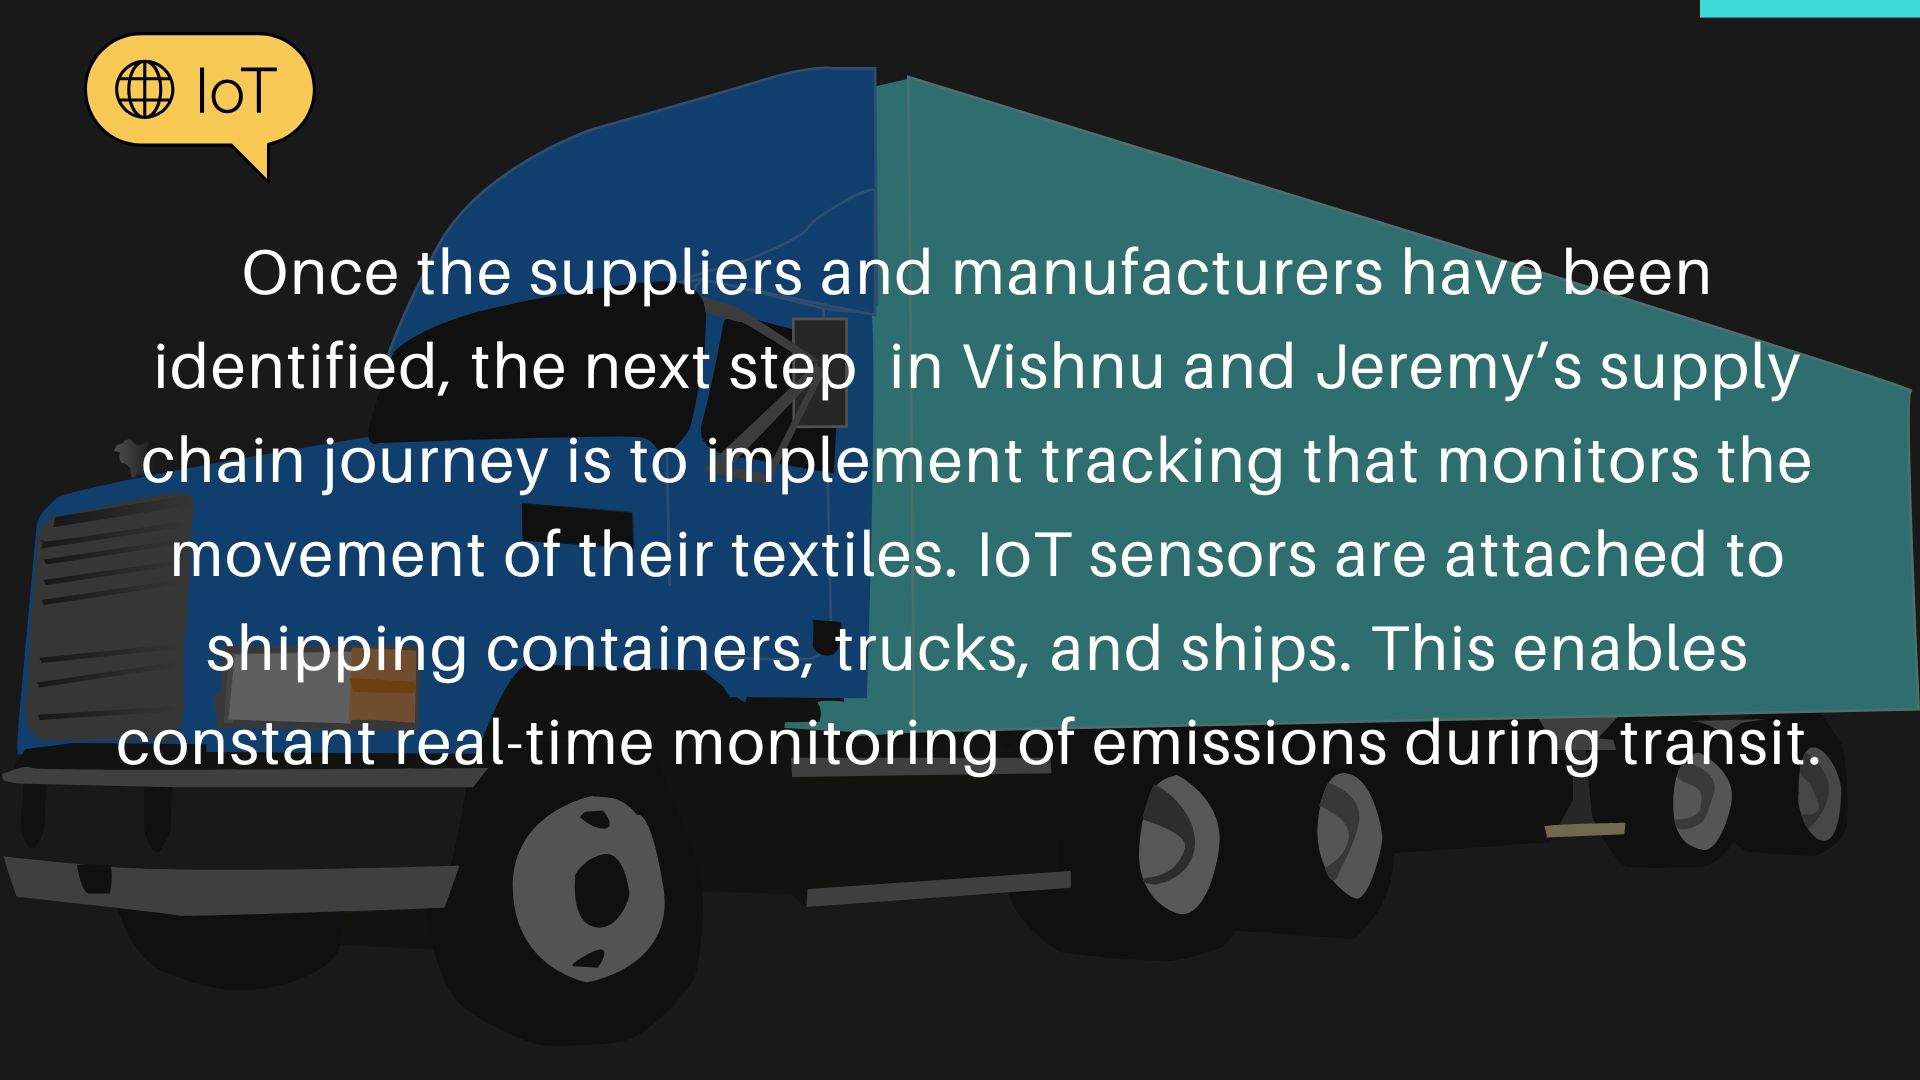 IoT
Once the suppliers and manufacturers have been
identified, the next step  in Vishnu and Jeremy’s supply
chain journey is to implement tracking that monitors the
movement of their textiles. IoT sensors are attached to
shipping containers, trucks, and ships. This enables
constant real-time monitoring of emissions during transit.